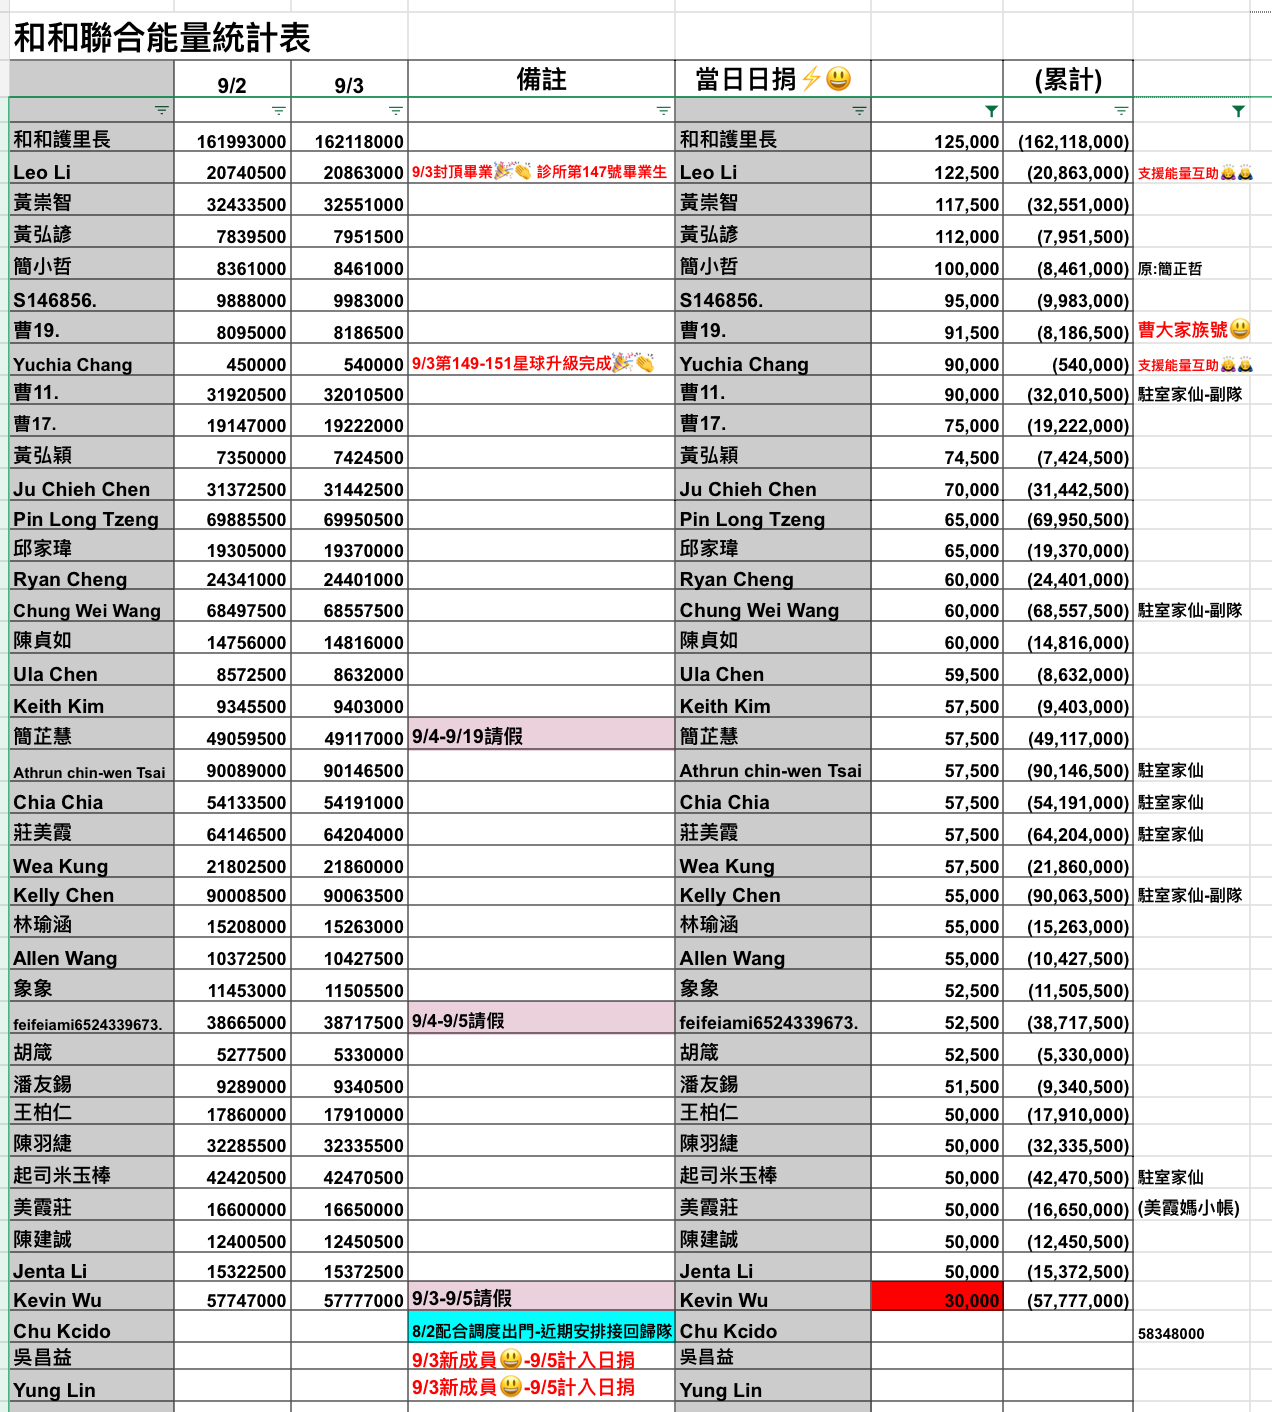 和和聯合能量統計表
9/2 9/3 備註 當日日捐⚡😃 (累計)
和和護里長 161993000 162118000 和和護里長 125,000 (162,118,000)
Leo Li 20740500 20863000 9/3封頂畢業🎉👏 診所第147號畢業生 Leo Li 122,500 (20,863,000) 支援能量互助🙇‍♀️🙇
黃崇智 32433500 32551000 黃崇智 117,500 (32,551,000)
黃弘諺 7839500 7951500 黃弘諺 112,000 (7,951,500)
簡小哲 8361000 8461000 簡小哲 100,000 (8,461,000) 原:簡正哲
S146856. 9888000 9983000 S146856. 95,000 (9,983,000)
曹19. 8095000 8186500 曹19. 91,500 (8,186,500) 曹大家族號😃
Yuchia Chang 450000 540000 9/3第149-151星球升級完成🎉👏 Yuchia Chang 90,000 (540,000) 支援能量互助🙇‍♀️🙇
曹11. 31920500 32010500 曹11. 90,000 (32,010,500) 駐室家仙-副隊
曹17. 19147000 19222000 曹17. 75,000 (19,222,000)
黃弘穎 7350000 7424500 黃弘穎 74,500 (7,424,500)
Ju Chieh Chen 31372500 31442500 Ju Chieh Chen 70,000 (31,442,500)
Pin Long Tzeng 69885500 69950500 Pin Long Tzeng 65,000 (69,950,500)
邱家瑋 19305000 19370000 邱家瑋 65,000 (19,370,000)
Ryan Cheng 24341000 24401000 Ryan Cheng 60,000 (24,401,000)
Chung Wei Wang 68497500 68557500 Chung Wei Wang 60,000 (68,557,500) 駐室家仙-副隊
陳貞如 14756000 14816000 陳貞如 60,000 (14,816,000)
Ula Chen 8572500 8632000 Ula Chen 59,500 (8,632,000)
Keith Kim 9345500 9403000 Keith Kim 57,500 (9,403,000)
簡芷慧 49059500 49117000 9/4-9/19請假 簡芷慧 57,500 (49,117,000)
Athrun chin-wen Tsai 90089000 90146500 Athrun chin-wen Tsai 57,500 (90,146,500) 駐室家仙
Chia Chia 54133500 54191000 Chia Chia 57,500 (54,191,000) 駐室家仙
莊美霞 64146500 64204000 莊美霞 57,500 (64,204,000) 駐室家仙
Wea Kung 21802500 21860000 Wea Kung 57,500 (21,860,000)
Kelly Chen 90008500 90063500 Kelly Chen 55,000 (90,063,500) 駐室家仙-副隊
林瑜涵 15208000 15263000 林瑜涵 55,000 (15,263,000)
Allen Wang 10372500 10427500 Allen Wang 55,000 (10,427,500)
象象 11453000 11505500 象象 52,500 (11,505,500)
feifeiami6524339673. 38665000 38717500 9/4-9/5請假 feifeiami6524339673. 52,500 (38,717,500)
胡箴 5277500 5330000 胡箴 52,500 (5,330,000)
潘友錫 9289000 9340500 潘友錫 51,500 (9,340,500)
王柏仁 17860000 17910000 王柏仁 50,000 (17,910,000)
陳羽緁 32285500 32335500 陳羽緁 50,000 (32,335,500)
起司米玉棒 42420500 42470500 起司米玉棒 50,000 (42,470,500) 駐室家仙
美霞莊 16600000 16650000 美霞莊 50,000 (16,650,000) (美霞媽小帳)
陳建誠 12400500 12450500 陳建誠 50,000 (12,450,500)
Jenta Li 15322500 15372500 Jenta Li 50,000 (15,372,500)
Kevin Wu 57747000 57777000 9/3-9/5請假 Kevin Wu 30,000 (57,777,000)
Chu Kcido 8/2配合調度出門-近期安排接回歸隊 Chu Kcido 58348000
吳昌益 9/3新成員😃-9/5計入日捐 吳昌益
Yung Lin 9/3新成員😃-9/5計入日捐 Yung Lin